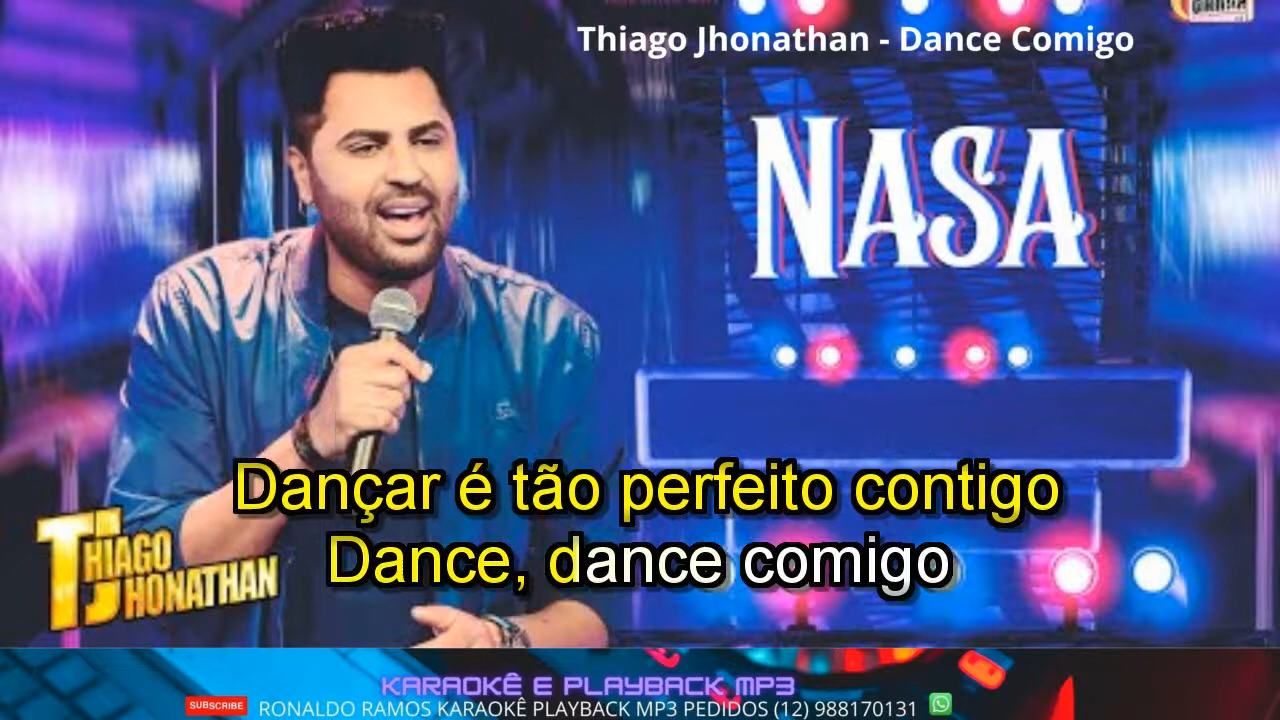 Thiago Jhonathan - Dance Comigo
NASA
Dançar é tão perfeito contigo
Dance, dance comigo
THIAGO
JHONATHAN
KARAOKÊ E PLAYBACK MP3
SUBSCRIBE RONALDO RAMOS KARAOKÊ PLAYBACK MP3 PEDIDOS (12) 988170131